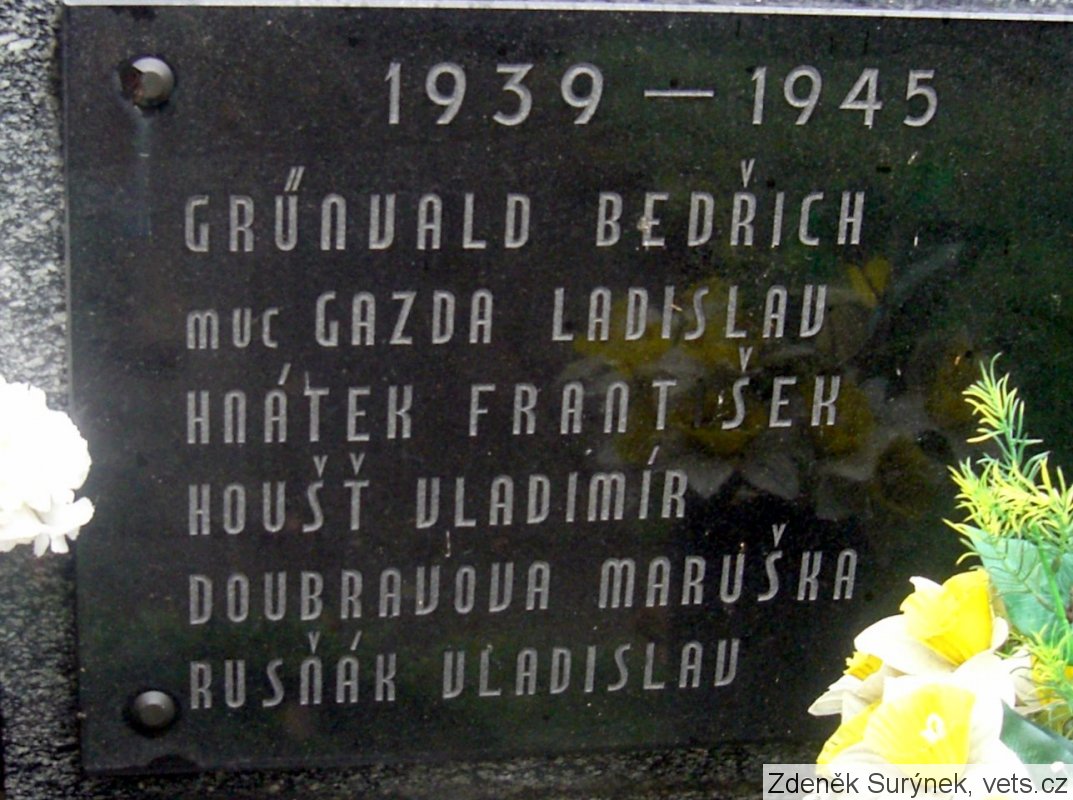 1939 — 1945
GRŰNVALD BEDŘICH
MUC GAZDA LADISLAV
HNÁTEK FRANTIŠEK
HOUŠŤ VLADIMÍR
DOUBRAVOVA MARUŠKA
RUSŇÁK VLADISLAV
Zdeněk Surýnek, vets.cz